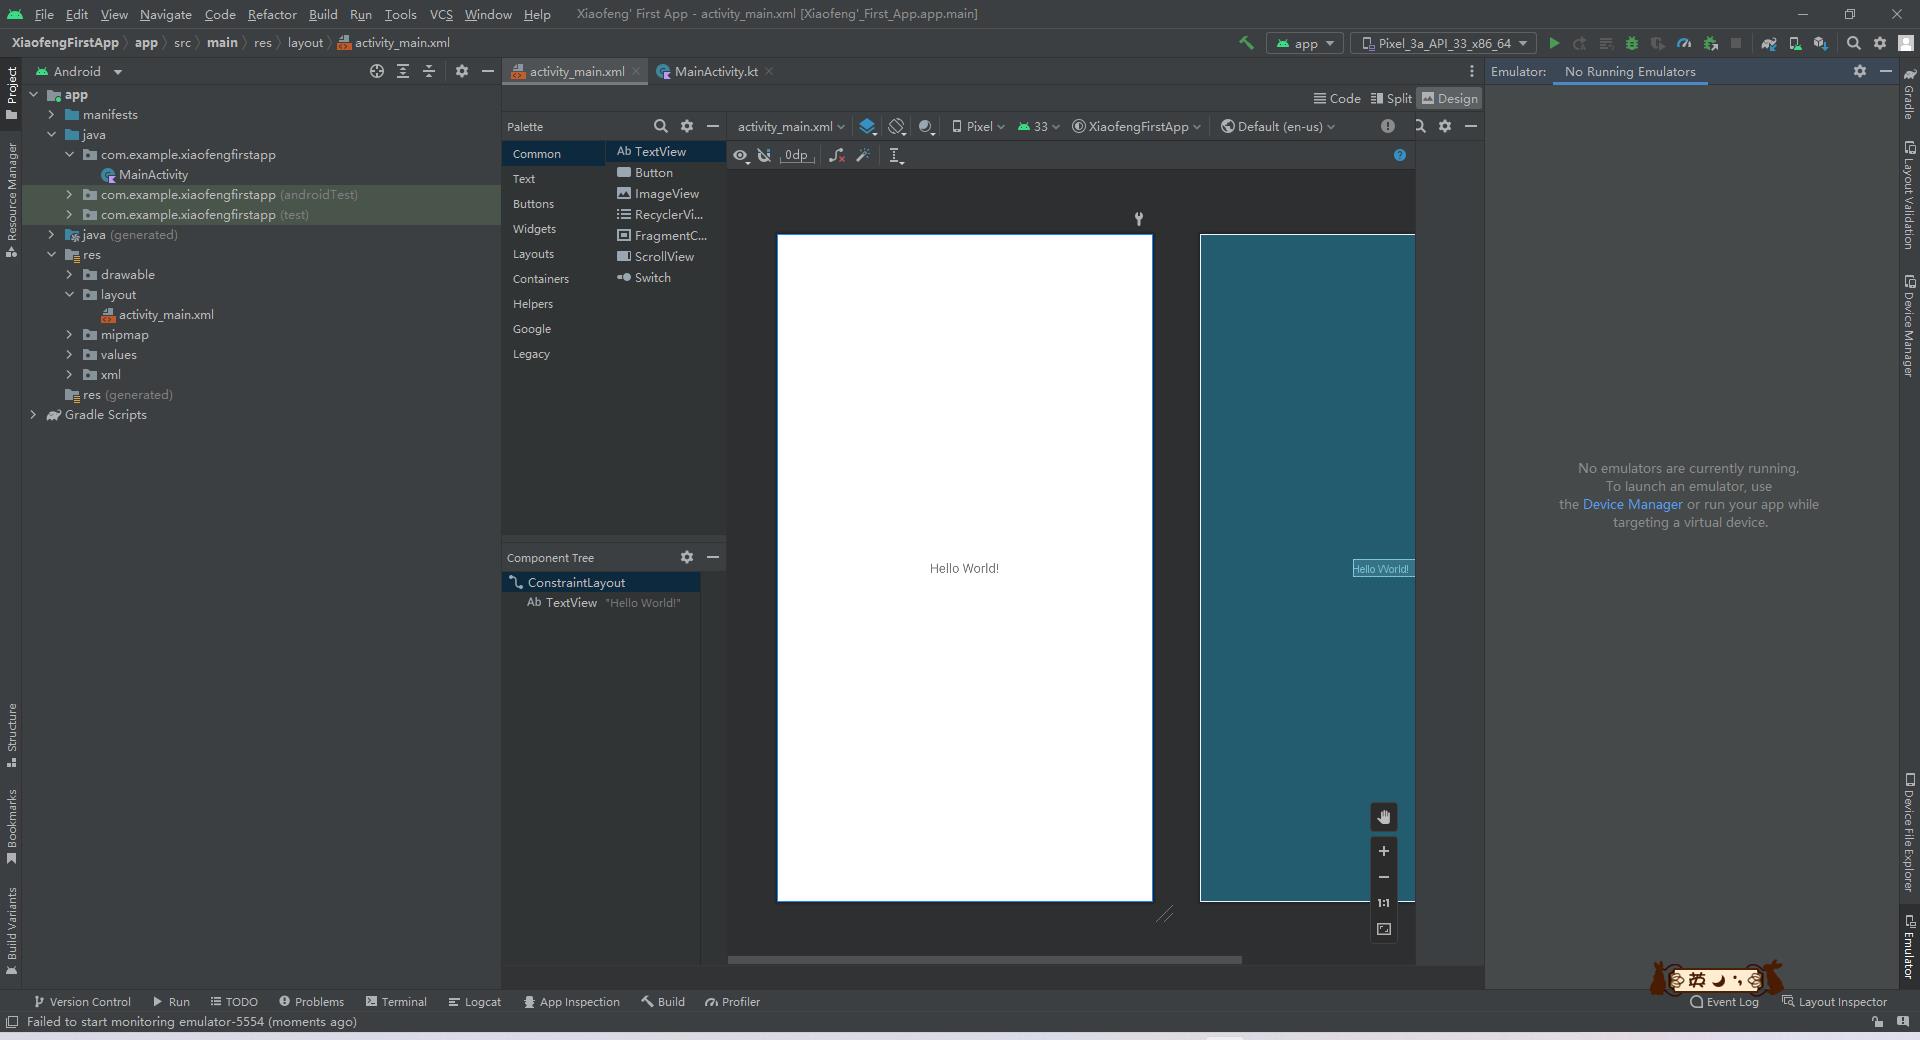 File Edit View Navigate Code Refactor Build Run Tools VCS Window Help Xiaofeng' First App - activity_main.xml [Xiaofeng'_First_App.app.main]
XiaofengFirstApp app src main res layout activity_main.xml app Pixel_3a_API_33_x86_64
Project
Resource Manager
Structure
Bookmarks
Build Variants
Android
app
manifests
java
com.example.xiaofengfirstapp
MainActivity
com.example.xiaofengfirstapp (androidTest)
com.example.xiaofengfirstapp (test)
java (generated)
res
drawable
layout
activity_main.xml
mipmap
values
xml
res (generated)
Gradle Scripts
activity_main.xml MainActivity.kt
Code Split Design
Palette
Common
Text
Buttons
Widgets
Layouts
Containers
Helpers
Google
Legacy
Ab TextView
Button
ImageView
RecyclerVi...
FragmentC...
ScrollView
Switch
Component Tree
ConstraintLayout
Ab TextView "Hello World!"
activity_main.xml Pixel 33 XiaofengFirstApp Default (en-us)
0dp
Hello World!
Hello World!
1:1
Emulator: No Running Emulators
No emulators are currently running.
To launch an emulator, use
the Device Manager or run your app while
targeting a virtual device.
Gradle
Layout Validation
Device Manager
Device File Explorer
Emulator
英
Version Control Run TODO Problems Terminal Logcat App Inspection Build Profiler Event Log Layout Inspector
Failed to start monitoring emulator-5554 (moments ago)